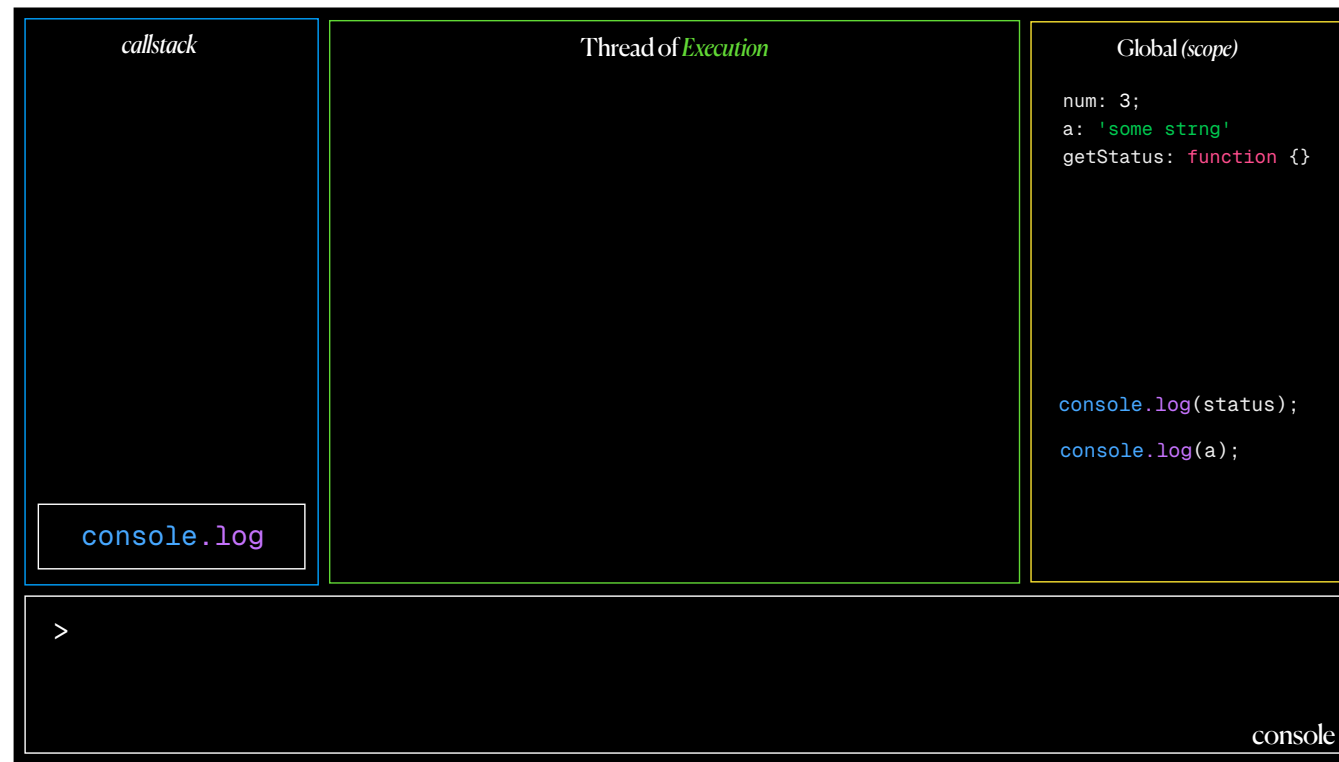 callstack
Thread of Execution
Global (scope)
num: 3;
a: 'some strng'
getStatus: function {}
console.log(status);
console.log(a);
console.log
>
console